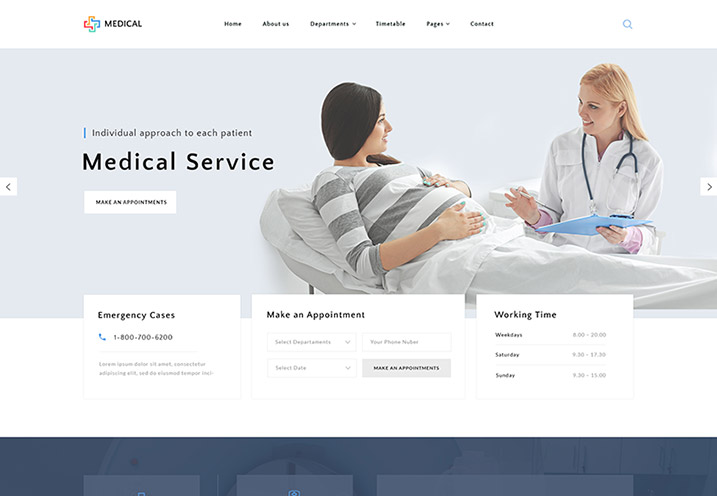 MEDICAL
Home About us Departments Timetable Pages Contact
Individual approach to each patient
Medical Service
MAKE AN APPOINTMENTS
Emergency Cases
1-800-700-6200
Lorem ipsum dolor sit amet, consectetur
adipiscing elit, sed do eiusmod tempor inci-
Make an Appointment
Select Departaments
Your Phone Nuber
Select Date
MAKE AN APPOINTMENTS
Working Time
Weekdays 8.00 - 20.00
Saturday 9.30 - 17.30
Sunday 9.30 - 15.00